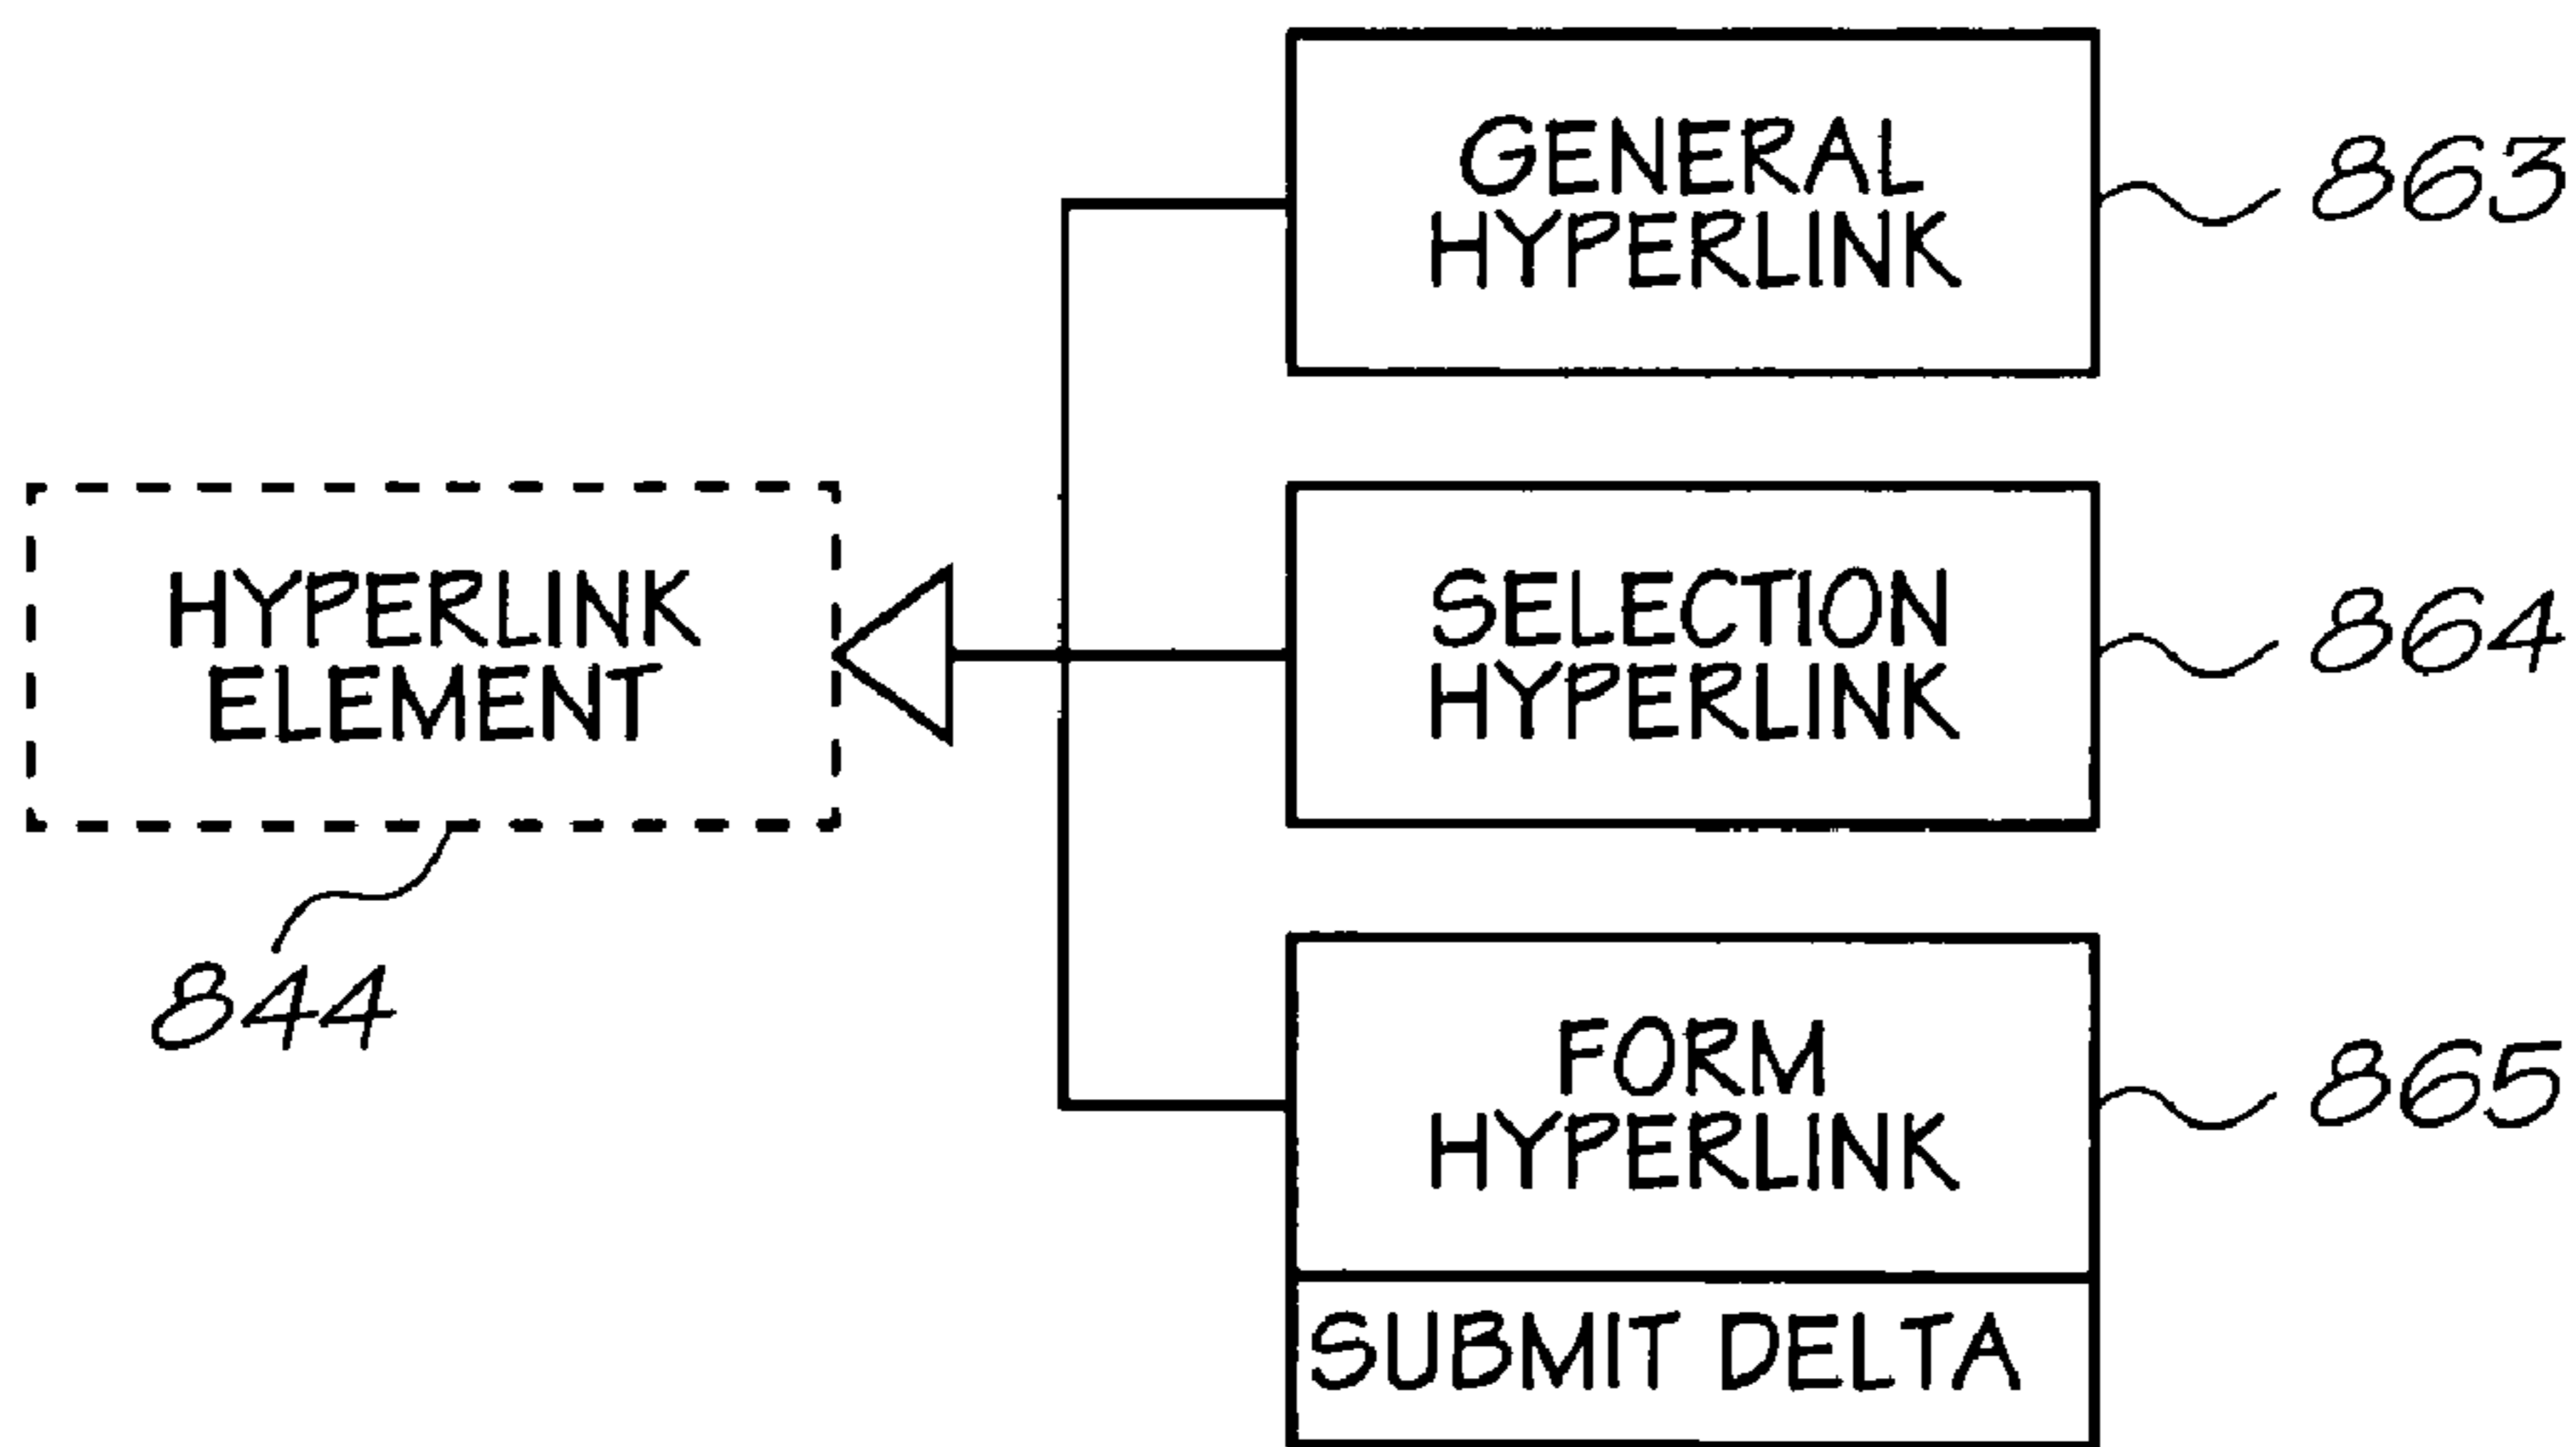 GENERAL
HYPERLINK
863
HYPERLINK
ELEMENT
844
SELECTION
HYPERLINK
864
FORM
HYPERLINK
865
SUBMIT DELTA